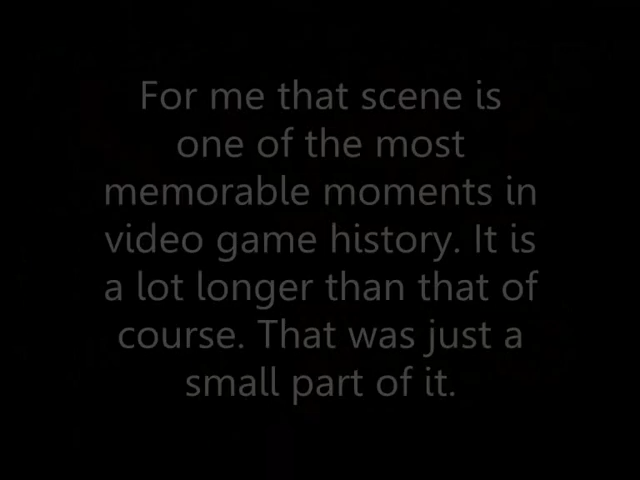 For me that scene is
one of the most
memorable moments in
video game history. It is
a lot longer than that of
course. That was just a
small part of it.